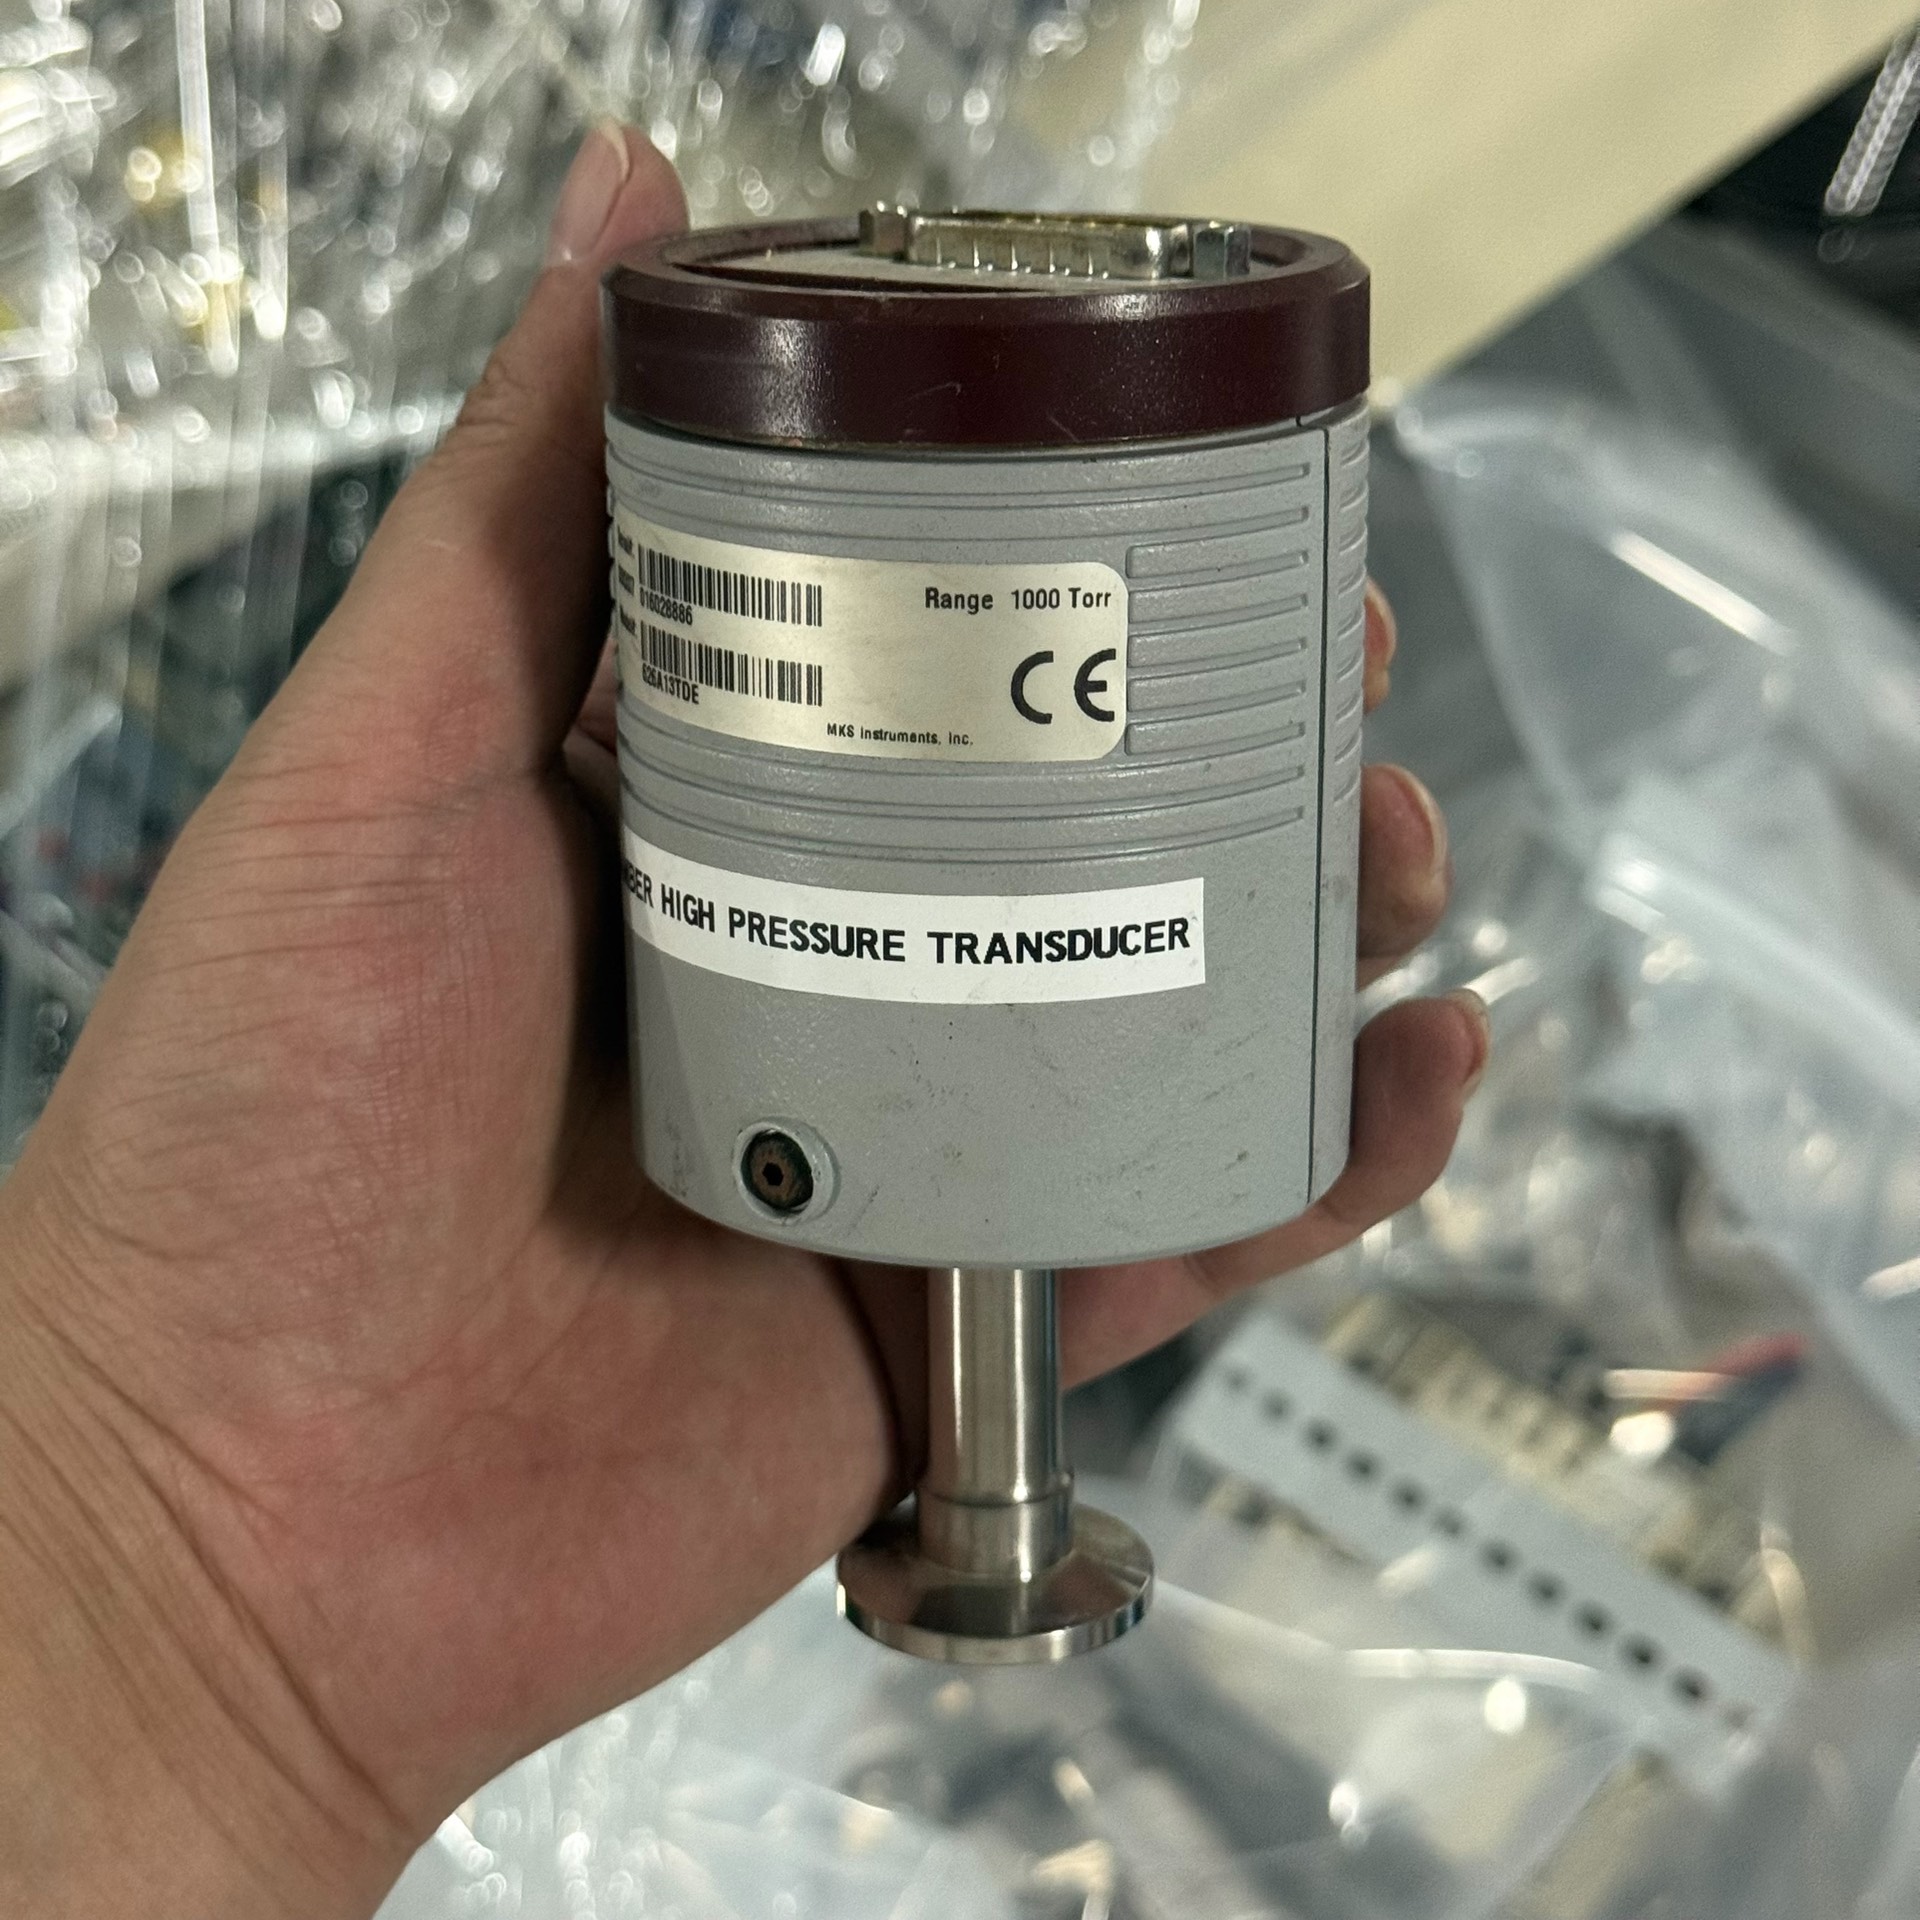 016028886
Range 1000 Torr
626A13TDE
CE
MKS Instruments, Inc.
HIGH PRESSURE TRANSDUCER